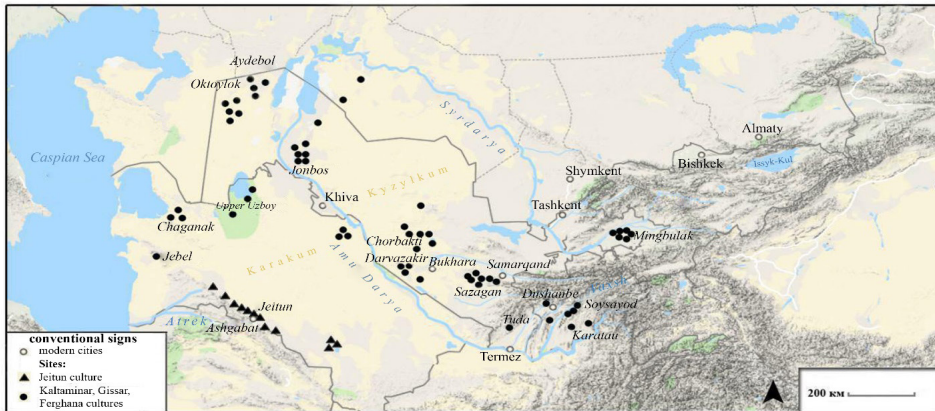 Aydebol
Oktoylok
Syrdarya
Almaty
Caspian Sea
Bishkek
Issyk-Kul
Jonbos
Shymkent
Kyzylkum
Upper Uzboy
Khiva
Tashkent
Chaganak
Chorbakti
Mingbulak
Jebel
Karakum
Darvazakir
Bukhara
Samarqand
Amu Darya
Sazagan
Dushanbe
Soysayod
Jeitun
Atrek
Ashgabat
Tuda
Karatau
Termez
conventional signs
modern cities
Sites:
Jeitun culture
Kaltaminar, Gissar,
Ferghana cultures
200 км